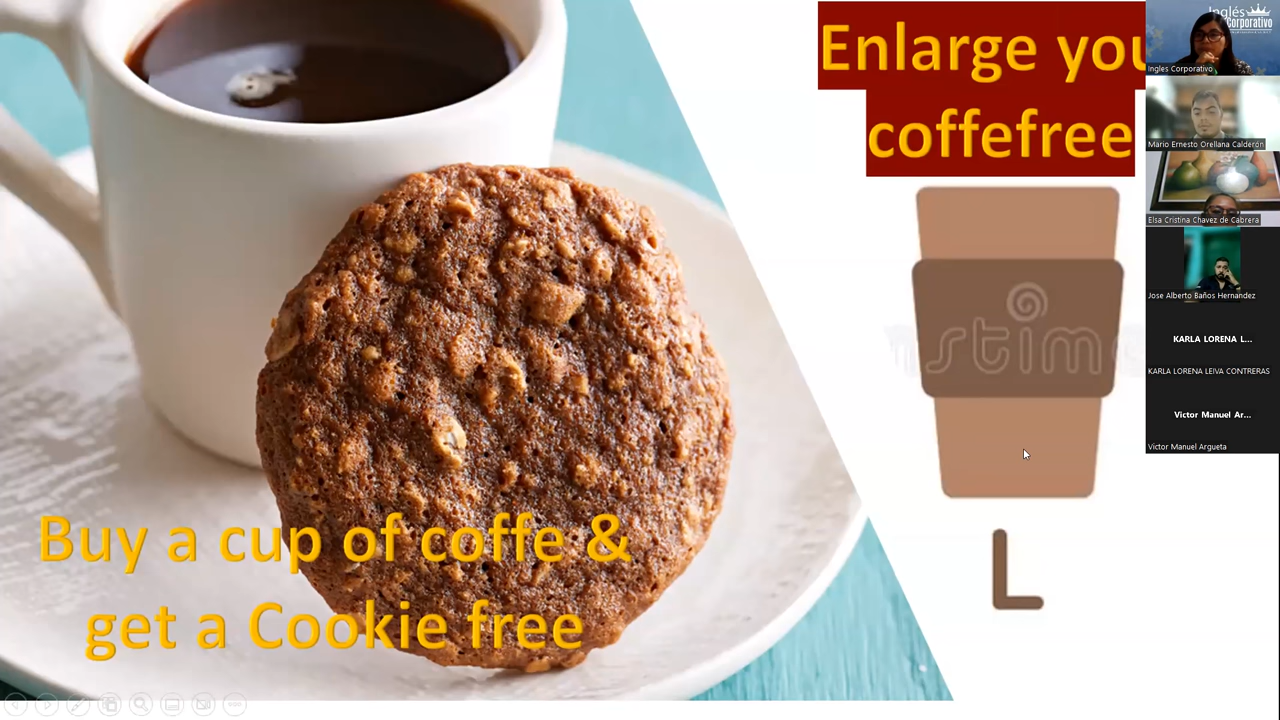 Enlarge you
coffefree
stim
L
Buy a cup of coffe &
get a Cookie free
Inglés
Corporativo
Ingles Corporativo
Mario Ernesto Orellana Calderón
Elsa Cristina Chavez de Cabrera
Jose Alberto Baños Hernandez
KARLA LORENA L...
KARLA LORENA LEIVA CONTRERAS
Victor Manuel Ar...
Victor Manuel Argueta